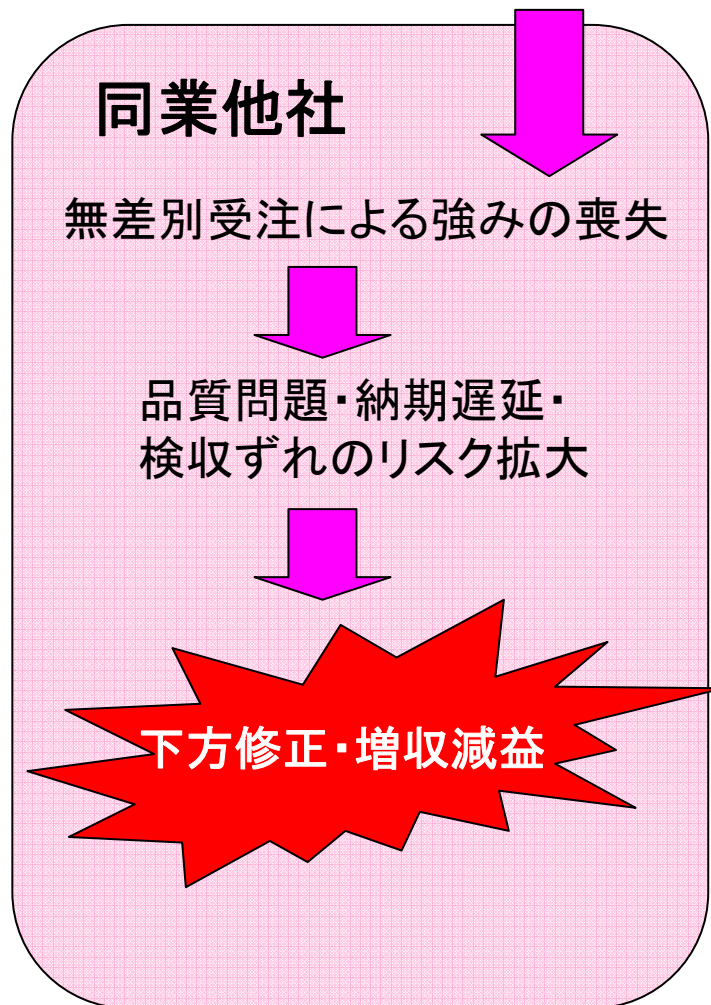 同業他社
無差別受注による強みの喪失
品質問題・納期遅延・
検収ずれのリスク拡大
下方修正・増収減益